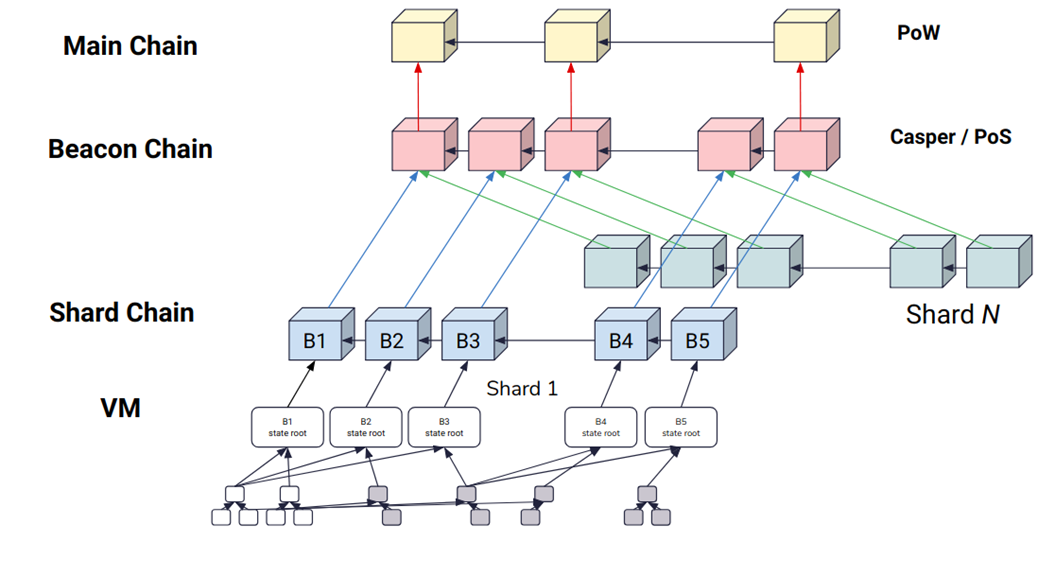 Main Chain
PoW
Beacon Chain
Casper / PoS
Shard Chain
Shard N
B1
B2
B3
B4
B5
Shard 1
VM
B1
state root
B2
state root
B3
state root
B4
state root
B5
state root